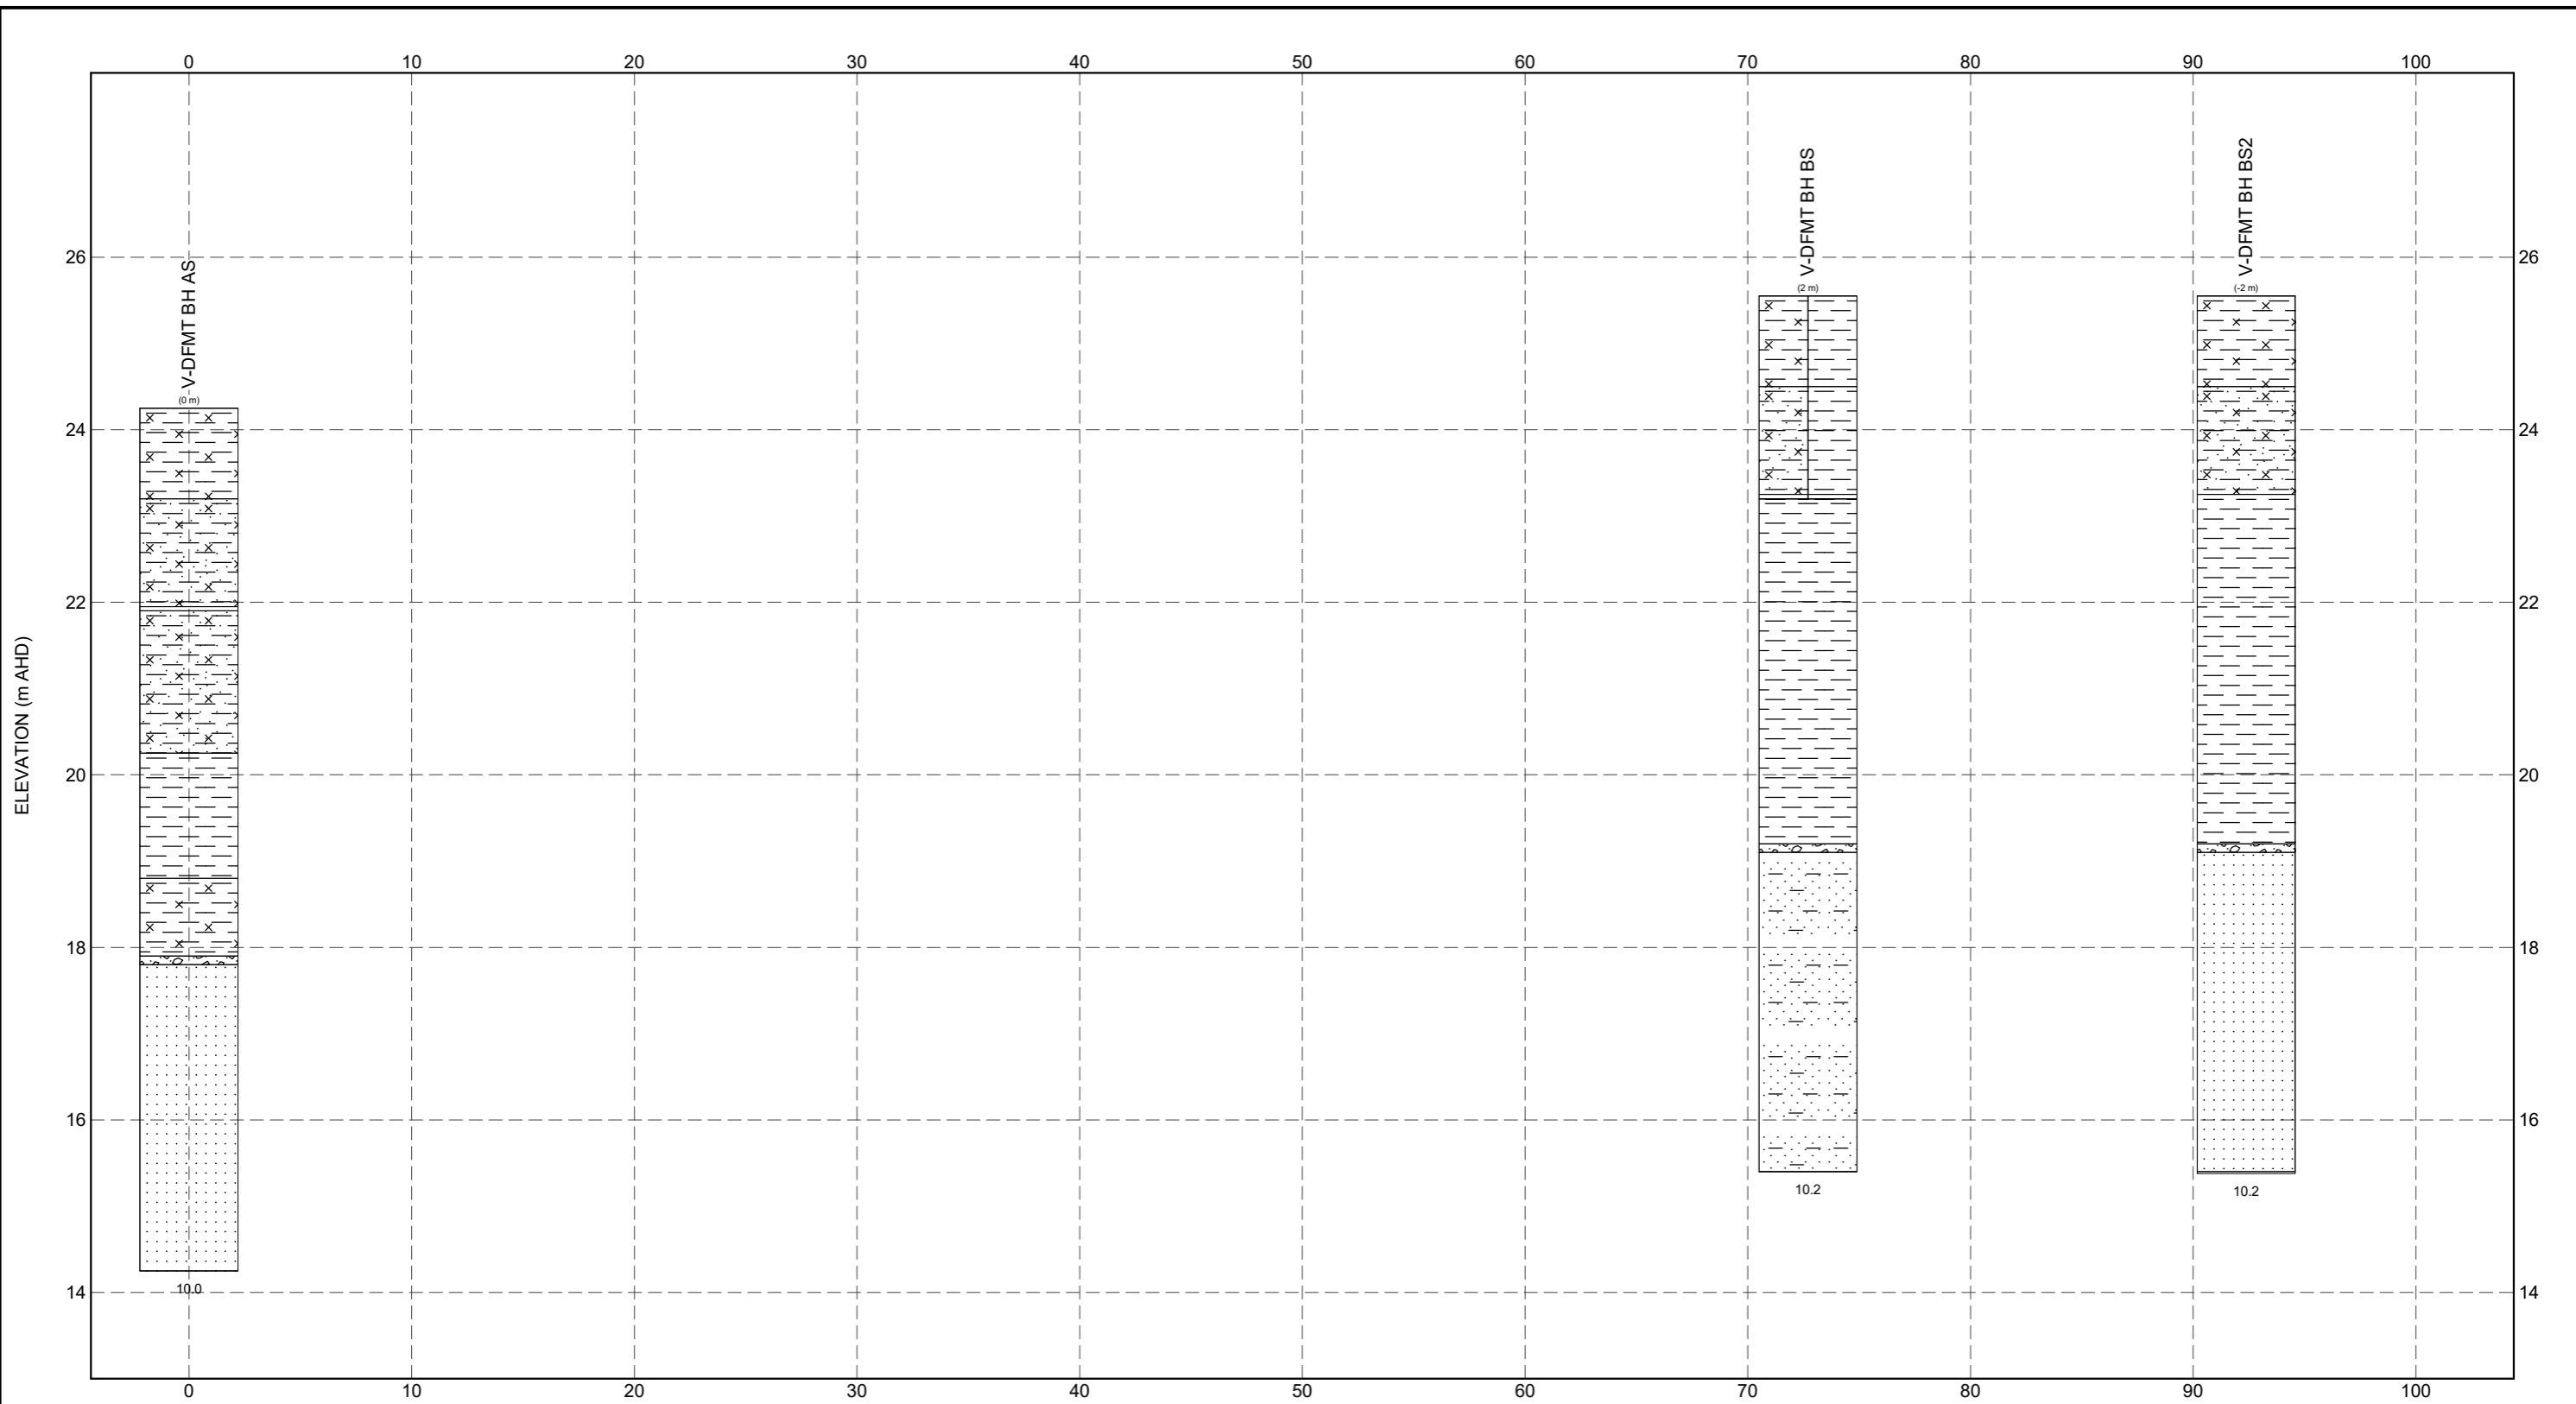 0 10 20 30 40 50 60 70 80 90 100
V-DFMT BH BS
V-DFMT BH BS2
26 26
V-DFMT BH AS
(2 m) (-2 m)
(0 m)
24 24
22 22
ELEVATION (m AHD)
20 20
18 18
16 16
10.2 10.2
10.0
14 14
0 10 20 30 40 50 60 70 80 90 100